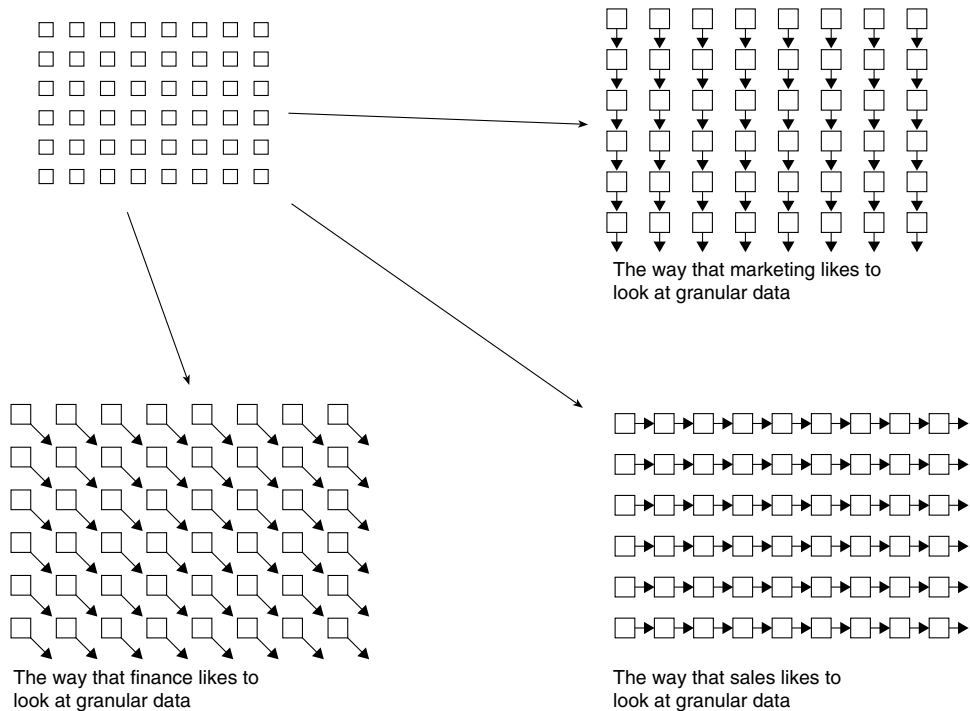 The way that marketing likes to
look at granular data
The way that finance likes to
look at granular data
The way that sales likes to
look at granular data